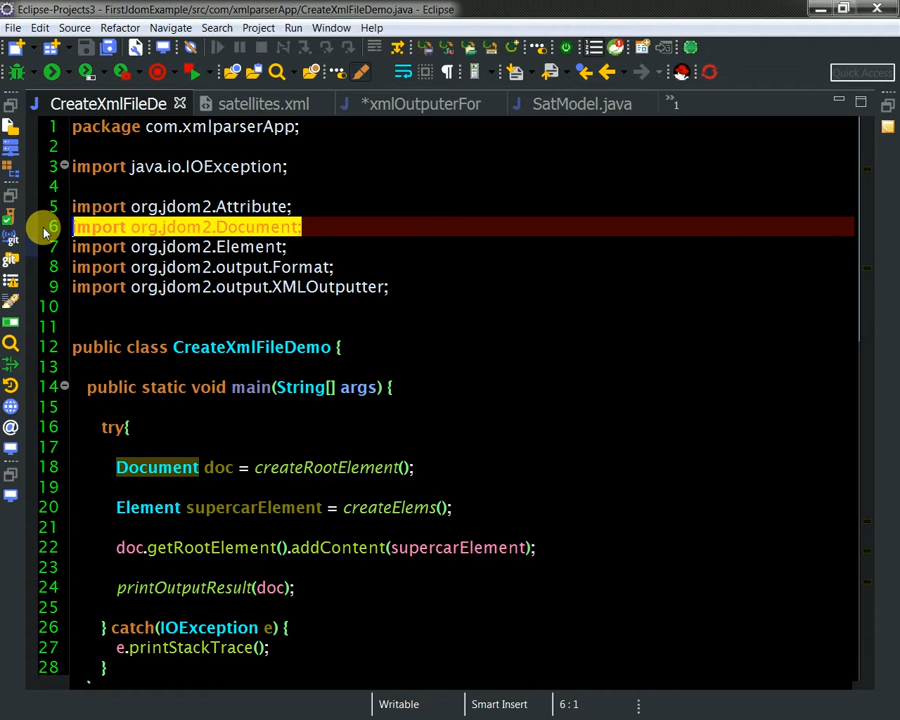 Eclipse-Projects3 - FirstJdomExample/src/com/xmlparserApp/CreateXmlFileDemo.java - Eclipse
File Edit Source Refactor Navigate Search Project Run Window Help
Quick Access
CreateXmlFileDe satellites.xml *xmlOutputerFor SatModel.java »1
1 package com.xmlparserApp;
2
3 import java.io.IOException;
4
5 import org.jdom2.Attribute;
6 import org.jdom2.Document;
7 import org.jdom2.Element;
8 import org.jdom2.output.Format;
9 import org.jdom2.output.XMLOutputter;
10
11
12 public class CreateXmlFileDemo {
13
14 public static void main(String[] args) {
15
16 try{
17
18 Document doc = createRootElement();
19
20 Element supercarElement = createElems();
21
22 doc.getRootElement().addContent(supercarElement);
23
24 printOutputResult(doc);
25
26 } catch(IOException e) {
27 e.printStackTrace();
28 }
git
git
Writable Smart Insert 6 : 1